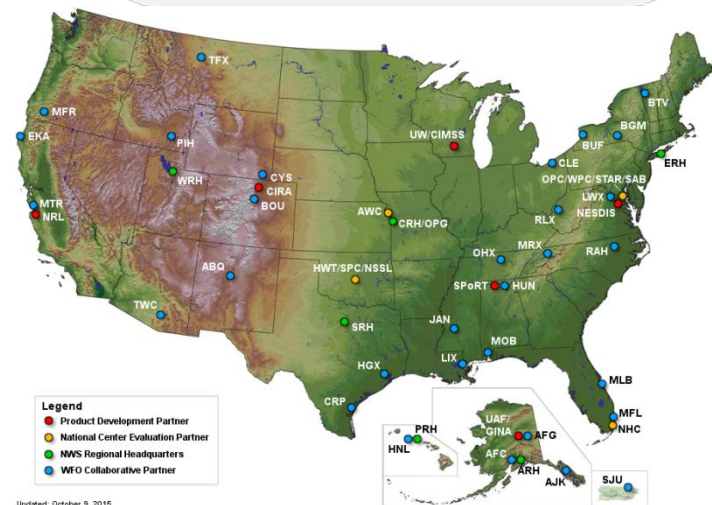 TFX
MFR
EKA
PIH
WRH
CYS
CIRA
BOU
MTR
NRL
UW/CIMSS
BTV
BGM
BUF
CLE
ERH
OPC/WPC/STAR/SAB
LWX
NESDIS
RLX
AWC
CRH/OPG
OHX
MRX
RAH
ABQ
HWT/SPC/NSSL
SPoRT
HUN
TWC
SRH
JAN
MOB
HGX
LIX
CRP
MLB
MFL
NHC
Legend
Product Development Partner
National Center Evaluation Partner
NWS Regional Headquarters
WFO Collaborative Partner
PRH
HNL
UAF/
GINA
AFG
AFC
ARH
AJK
SJU
Updated: October 9, 2015